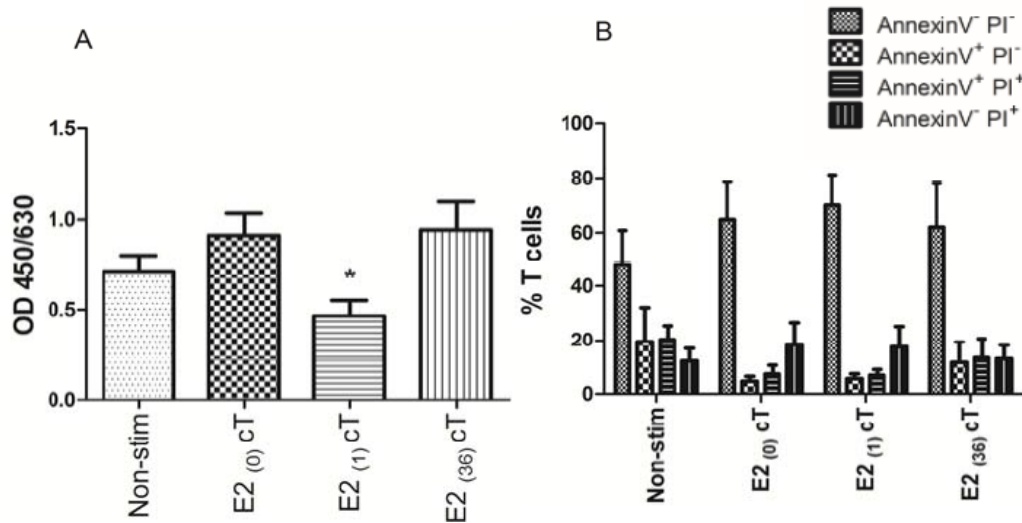 A
OD 450/630
1.5
1.0
0.5
0.0
*
Non-stim
E2 (0) cT
E2 (1) cT
E2 (36) cT
B
AnnexinV⁻ PI⁻
AnnexinV⁺ PI⁻
AnnexinV⁺ PI⁺
AnnexinV⁻ PI⁺
% T cells
100
80
60
40
20
0
Non-stim
E2 (0) cT
E2 (1) cT
E2 (36) cT